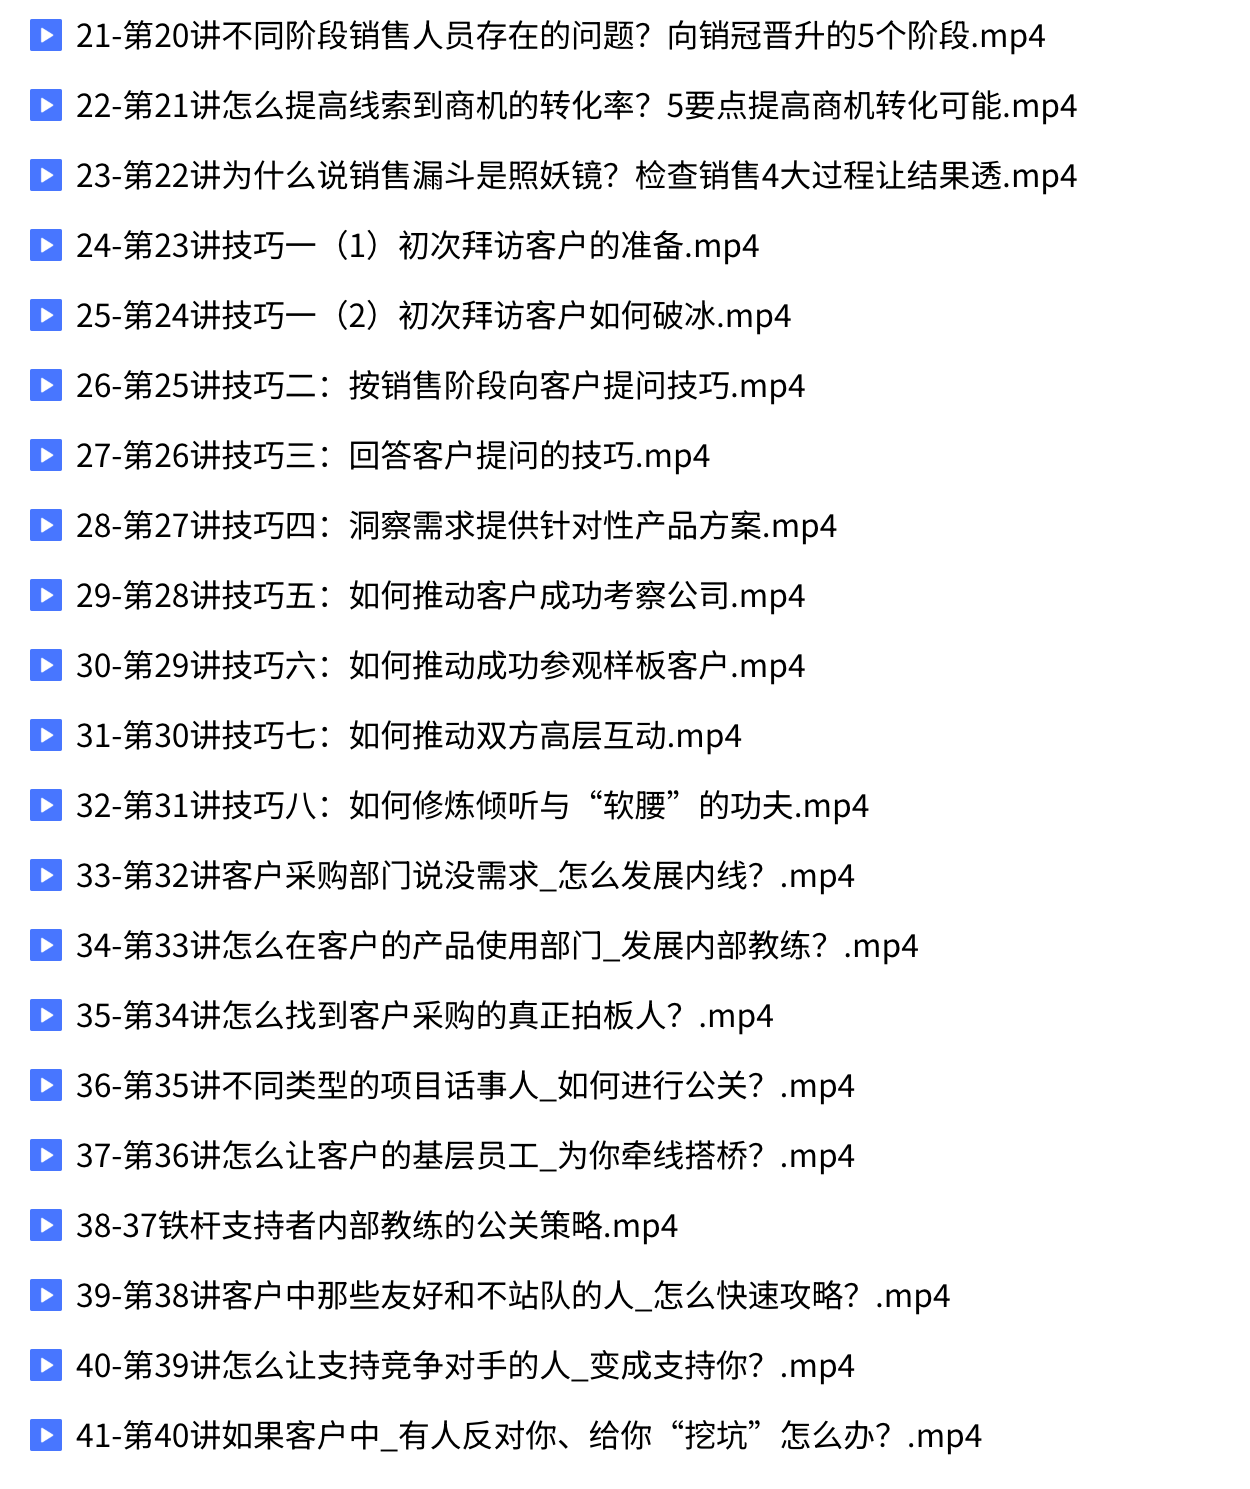 21-第20讲不同阶段销售人员存在的问题？向销冠晋升的5个阶段.mp4
22-第21讲怎么提高线索到商机的转化率？5要点提高商机转化可能.mp4
23-第22讲为什么说销售漏斗是照妖镜？检查销售4大过程让结果透.mp4
24-第23讲技巧一（1）初次拜访客户的准备.mp4
25-第24讲技巧一（2）初次拜访客户如何破冰.mp4
26-第25讲技巧二：按销售阶段向客户提问技巧.mp4
27-第26讲技巧三：回答客户提问的技巧.mp4
28-第27讲技巧四：洞察需求提供针对性产品方案.mp4
29-第28讲技巧五：如何推动客户成功考察公司.mp4
30-第29讲技巧六：如何推动成功参观样板客户.mp4
31-第30讲技巧七：如何推动双方高层互动.mp4
32-第31讲技巧八：如何修炼倾听与“软腰”的功夫.mp4
33-第32讲客户采购部门说没需求_怎么发展内线？.mp4
34-第33讲怎么在客户的产品使用部门_发展内部教练？.mp4
35-第34讲怎么找到客户采购的真正拍板人？.mp4
36-第35讲不同类型的项目话事人_如何进行公关？.mp4
37-第36讲怎么让客户的基层员工_为你牵线搭桥？.mp4
38-37铁杆支持者内部教练的公关策略.mp4
39-第38讲客户中那些友好和不站队的人_怎么快速攻略？.mp4
40-第39讲怎么让支持竞争对手的人_变成支持你？.mp4
41-第40讲如果客户中_有人反对你、给你“挖坑”怎么办？.mp4